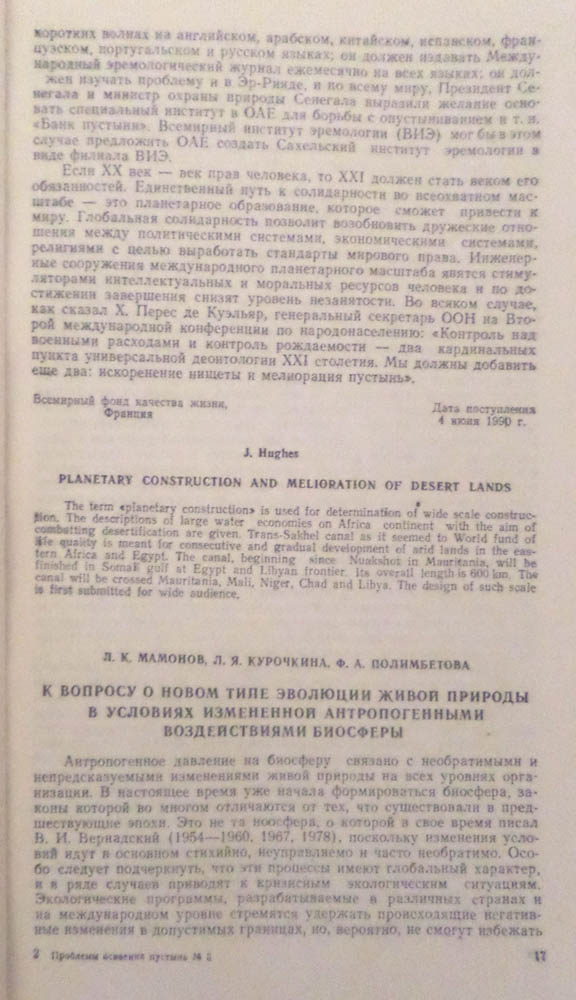 коротких волнах на английском, арабском, китайском, испанском, фран-
цузском, португальском и русском языках; он должен издавать Между-
народный эремологический журнал ежемесячно на всех языках; он дол-
жен изучать проблему и в Эр-Рияде, и по всему миру. Президент Се-
негала и министр охраны природы Сенегала выразили желание осно-
вать специальный институт в ОАЕ для борьбы с опустыниванием и т. н.
«Банк пустыни». Всемирный институт эремологии (ВИЭ) мог бы в этом
случае предложить ОАЕ создать Сахельский институт эремологии в
виде филиала ВИЭ.
Если XX век — век прав человека, то XXI должен стать веком его
обязанностей. Единственный путь к солидарности во всеохватном мас-
штабе — это планетарное образование, которое сможет привести к
миру. Глобальная солидарность позволит возобновить дружеские отно-
шения между политическими системами, экономическими системами,
религиями с целью выработать стандарты мирового права. Инженер-
ные сооружения международного планетарного масштаба явятся стиму-
ляторами интеллектуальных и моральных ресурсов человека и по до-
стижении завершения снизят уровень незанятости. Во всяком случае,
как сказал Х. Перес де Куэльяр, генеральный секретарь ООН на Вто-
рой международной конференции по народонаселению: «Контроль над
военными расходами и контроль рождаемости — два кардинальных
пункта универсальной деонтологии XXI столетия. Мы должны добавить
еще два: искоренение нищеты и мелиорация пустынь».
Всемирный фонд качества жизни,
Франция
Дата поступления
4 июня 1990 г.
J. Hughes
PLANETARY CONSTRUCTION AND MELIORATION OF DESERT LANDS
The term «planetary construction» is used for determination of wide scale construc-
tion. The descriptions of large water economies on Africa continent with the aim of
combatting desertification are given. Trans-Sakhel canal as it seemed to World fund of
life quality is meant for consecutive and gradual development of arid lands in the eas-
tern Africa and Egypt. The canal, beginning since Nuakshot in Mauritania, will be
finished in Somali gulf at Egypt and Libyan frontier. Its overall length is 600 km. The
canal will be crossed Mauritania, Mali, Niger, Chad and Libya. The design of such scale
is first submitted for wide audience.
Л. К. МАМОНОВ, Л. Я. КУРОЧКИНА, Ф. А. ПОЛИМБЕТОВА
К ВОПРОСУ О НОВОМ ТИПЕ ЭВОЛЮЦИИ ЖИВОЙ ПРИРОДЫ
В УСЛОВИЯХ ИЗМЕНЕННОЙ АНТРОПОГЕННЫМИ
ВОЗДЕЙСТВИЯМИ БИОСФЕРЫ
Антропогенное давление на биосферу связано с необратимыми и
непредсказуемыми изменениями живой природы на всех уровнях орга-
низации. В настоящее время уже начала формироваться биосфера, за-
коны которой во многом отличаются от тех, что существовали в пред-
шествующие эпохи. Это не та ноосфера, о которой в свое время писал
В. И. Вернадский (1954—1960, 1967, 1978), поскольку изменения усло-
вий идут в основном стихийно, неуправляемо и часто необратимо. Осо-
бо следует подчеркнуть, что эти процессы имеют глобальный характер,
и в ряде случаев приводят к кризисным экологическим ситуациям.
Экологические программы, разрабатываемые в различных странах и
на международном уровне стремятся удержать происходящие негатив-
ные изменения в допустимых границах, но, вероятно, не смогут избежать
2 Проблемы освоения пустынь №
17